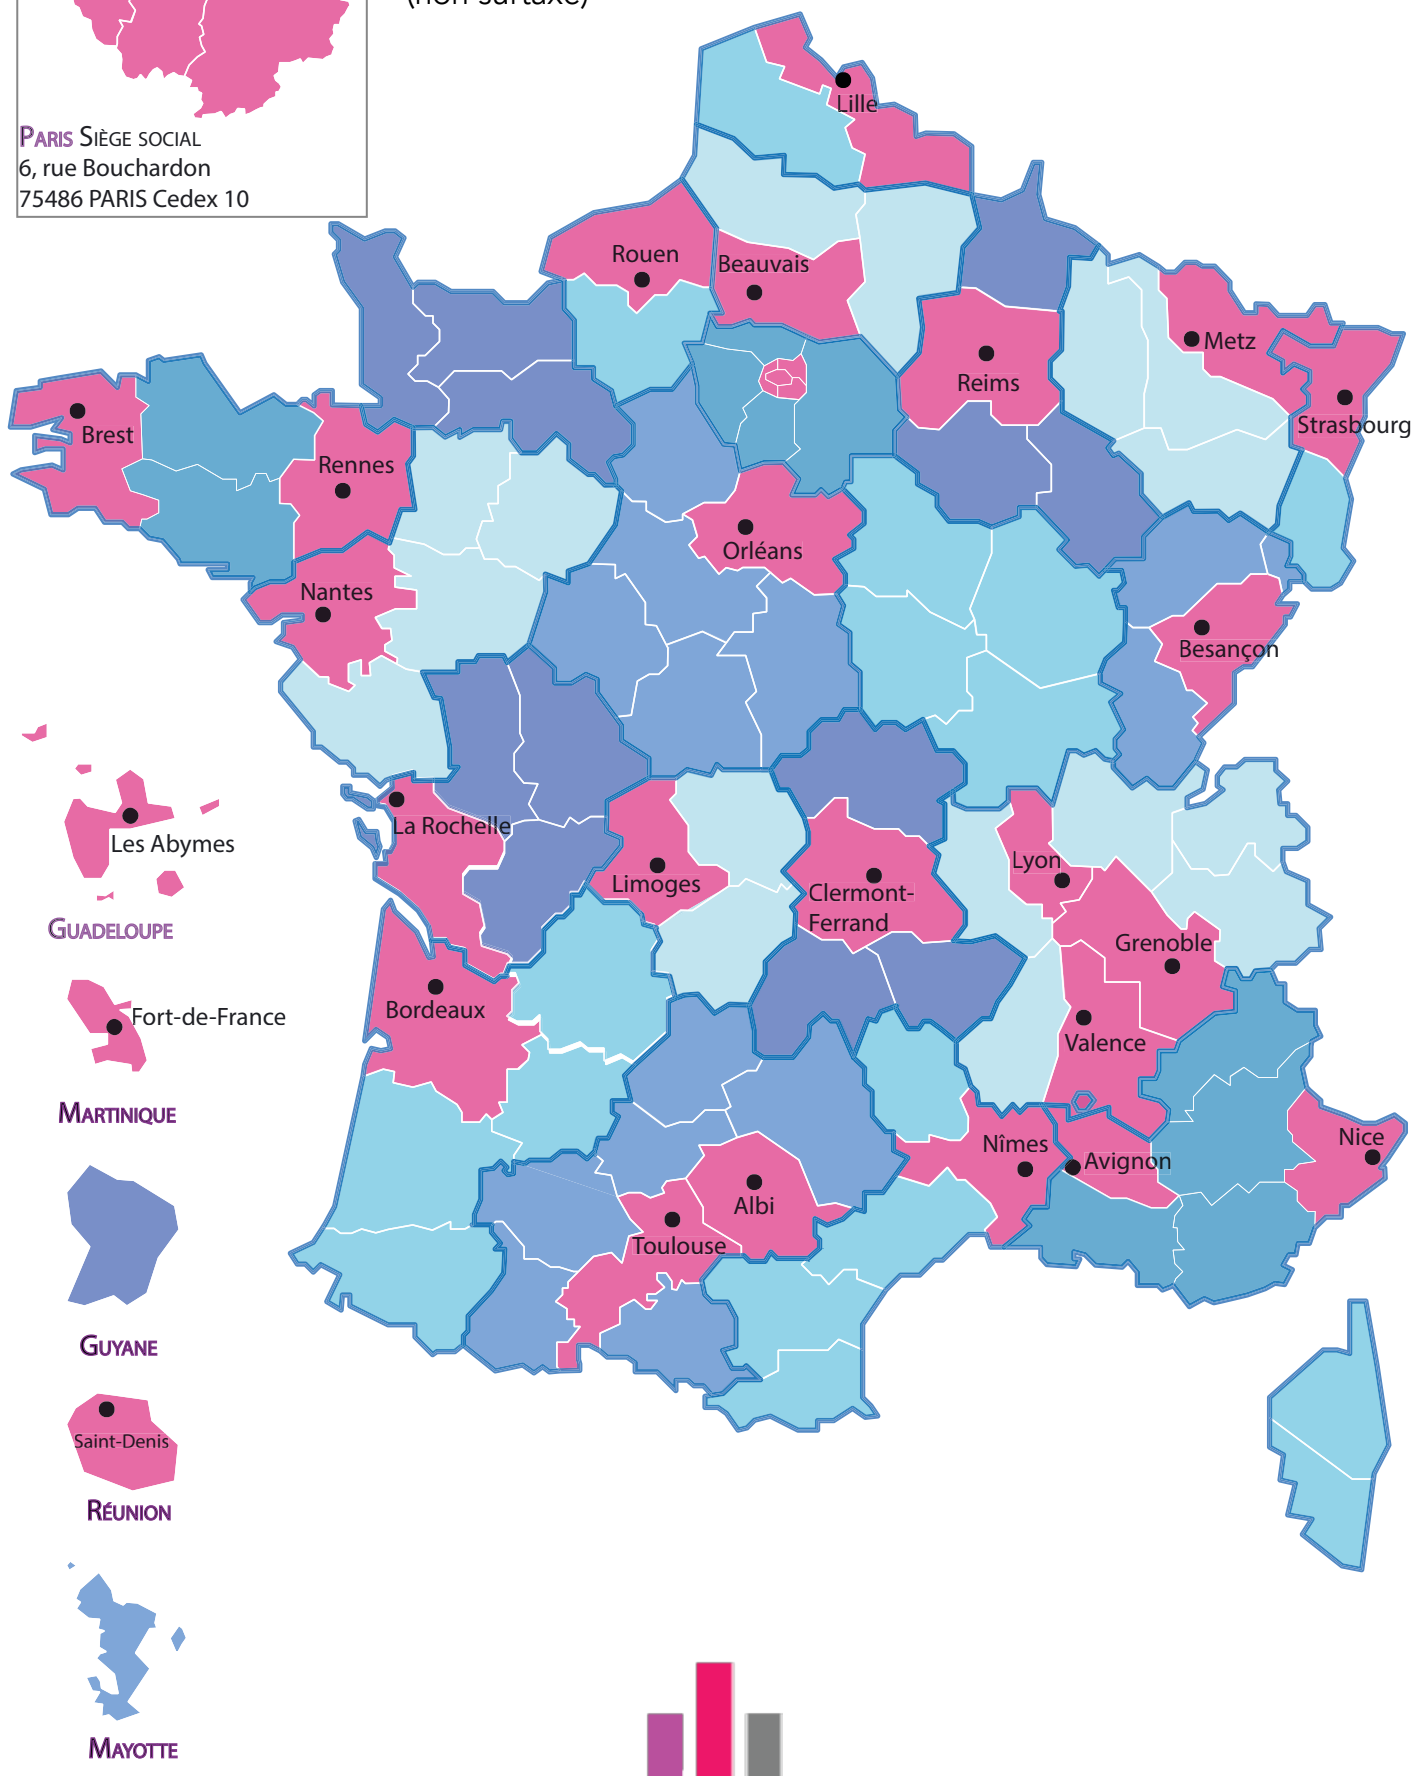 (non surtaxé)
PARIS SIÈGE SOCIAL
6, rue Bouchardon
75486 PARIS Cedex 10
Lille
Rouen
Beauvais
Reims
Metz
Strasbourg
Brest
Rennes
Orléans
Nantes
Besançon
La Rochelle
Limoges
Clermont-
Ferrand
Lyon
Grenoble
Bordeaux
Valence
Nîmes
Avignon
Nice
Albi
Toulouse
Les Abymes
GUADELOUPE
Fort-de-France
MARTINIQUE
GUYANE
Saint-Denis
RÉUNION
MAYOTTE